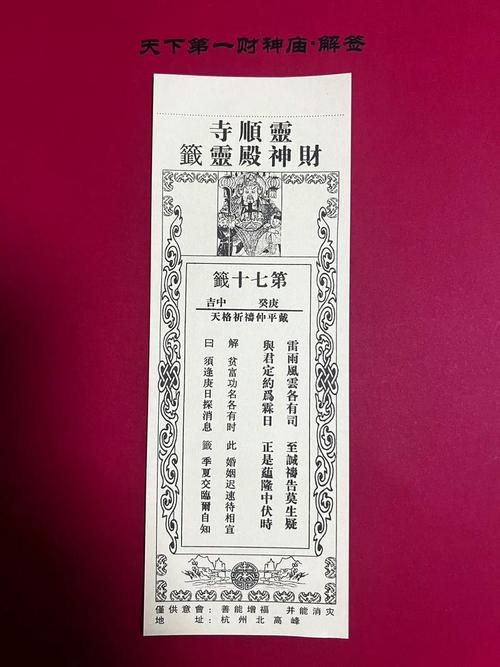 天下第一财神庙·解签
靈順寺
財神殿靈籤
第七十籤
庚癸 中吉
戴平仲禱祈格天
雷雨風雲各有司 至誠禱告莫生疑
與君定約爲霖日 正是蘊隆中伏時
解 貧富功名各有时 此 婚姻迟速待相宜
曰 須逢庚日探消息 籤 季夏交臨爾自知
僅供意會：善能增福 并能消灾
地 址：杭州北高峰